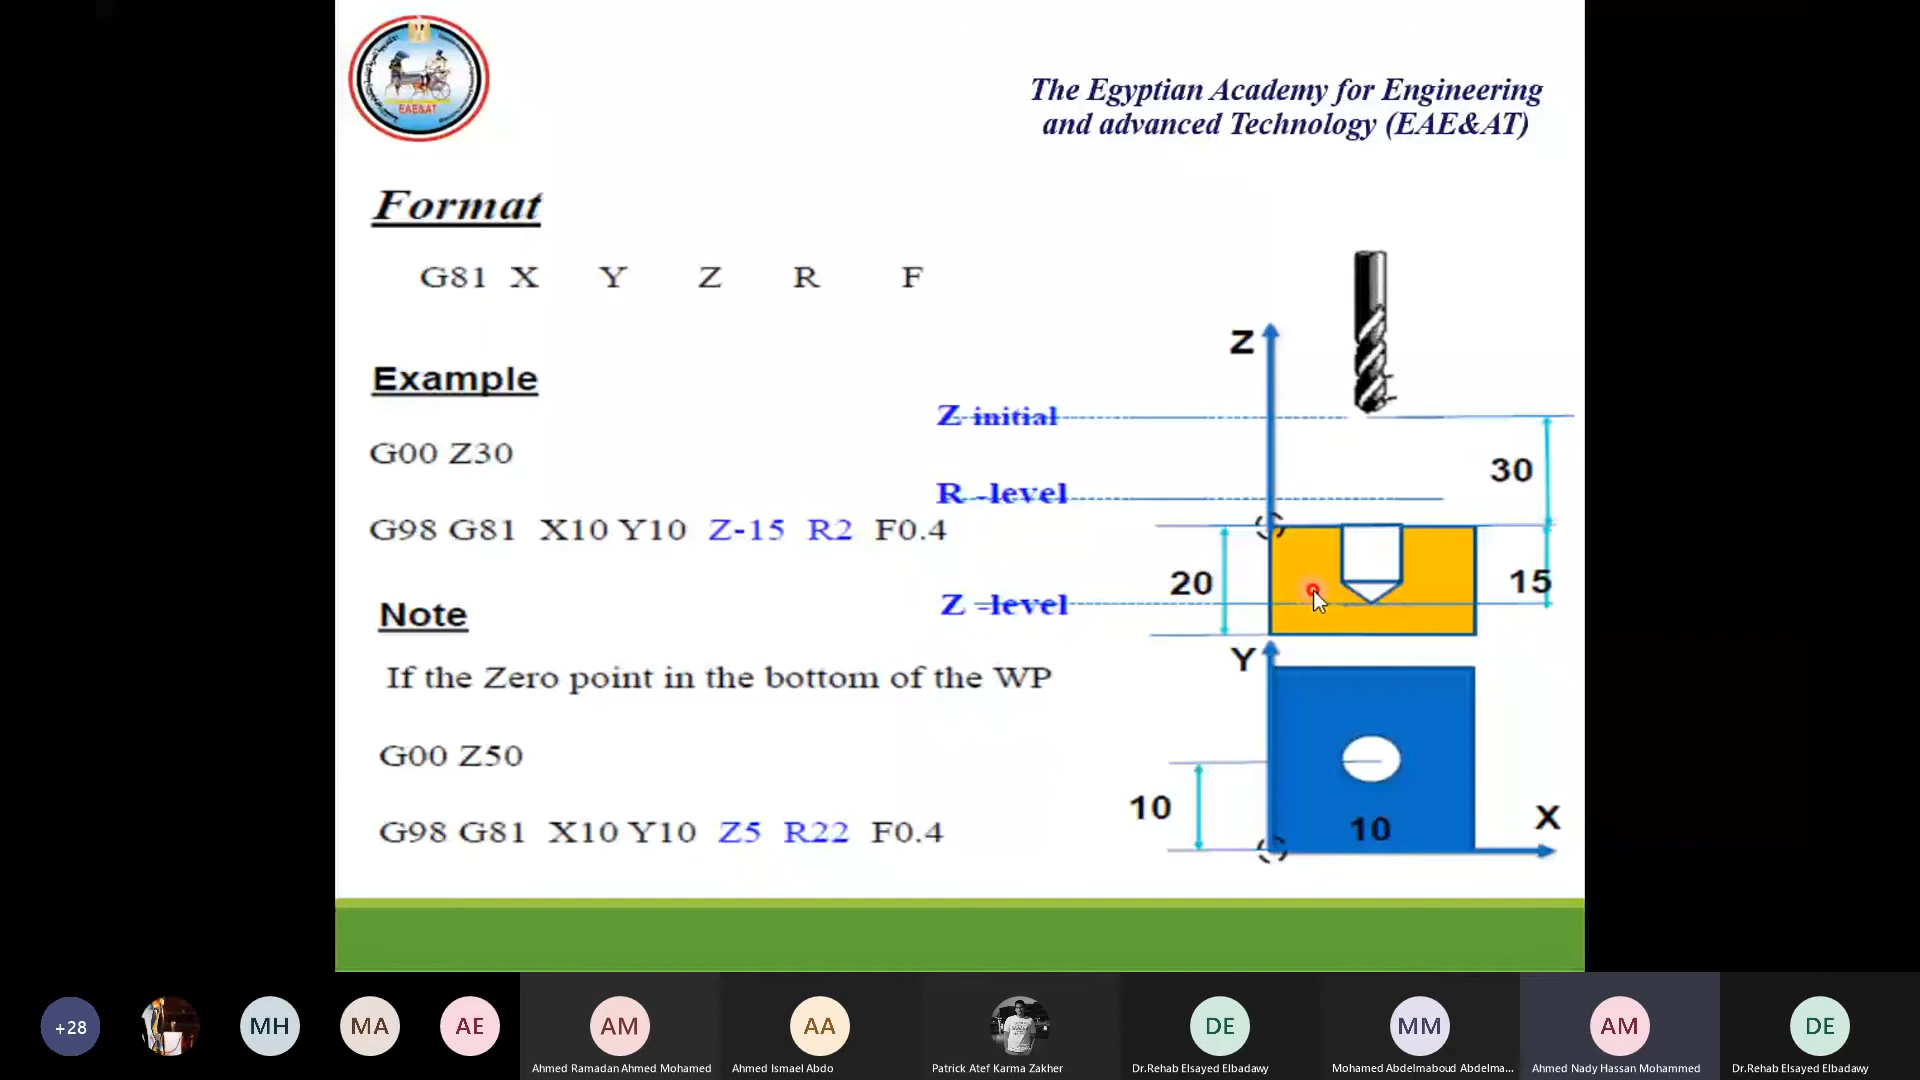 EAE&AT
The Egyptian Academy for Engineering
and advanced Technology (EAE&AT)
Format
G81 X Y Z R F
Example
G00 Z30
G98 G81 X10 Y10 Z-15 R2 F0.4
Note
If the Zero point in the bottom of the WP
G00 Z50
G98 G81 X10 Y10 Z5 R22 F0.4
Z
Z initial
30
R -level
20
15
Z -level
Y
10
10
X
+28
MH
MA
AE
AM
AA
DE
MM
AM
DE
Ahmed Ramadan Ahmed Mohamed
Ahmed Ismael Abdo
Patrick Atef Karma Zakher
Dr.Rehab Elsayed Elbadawy
Mohamed Abdelmaboud Abdelma...
Ahmed Nady Hassan Mohammed
Dr.Rehab Elsayed Elbadawy